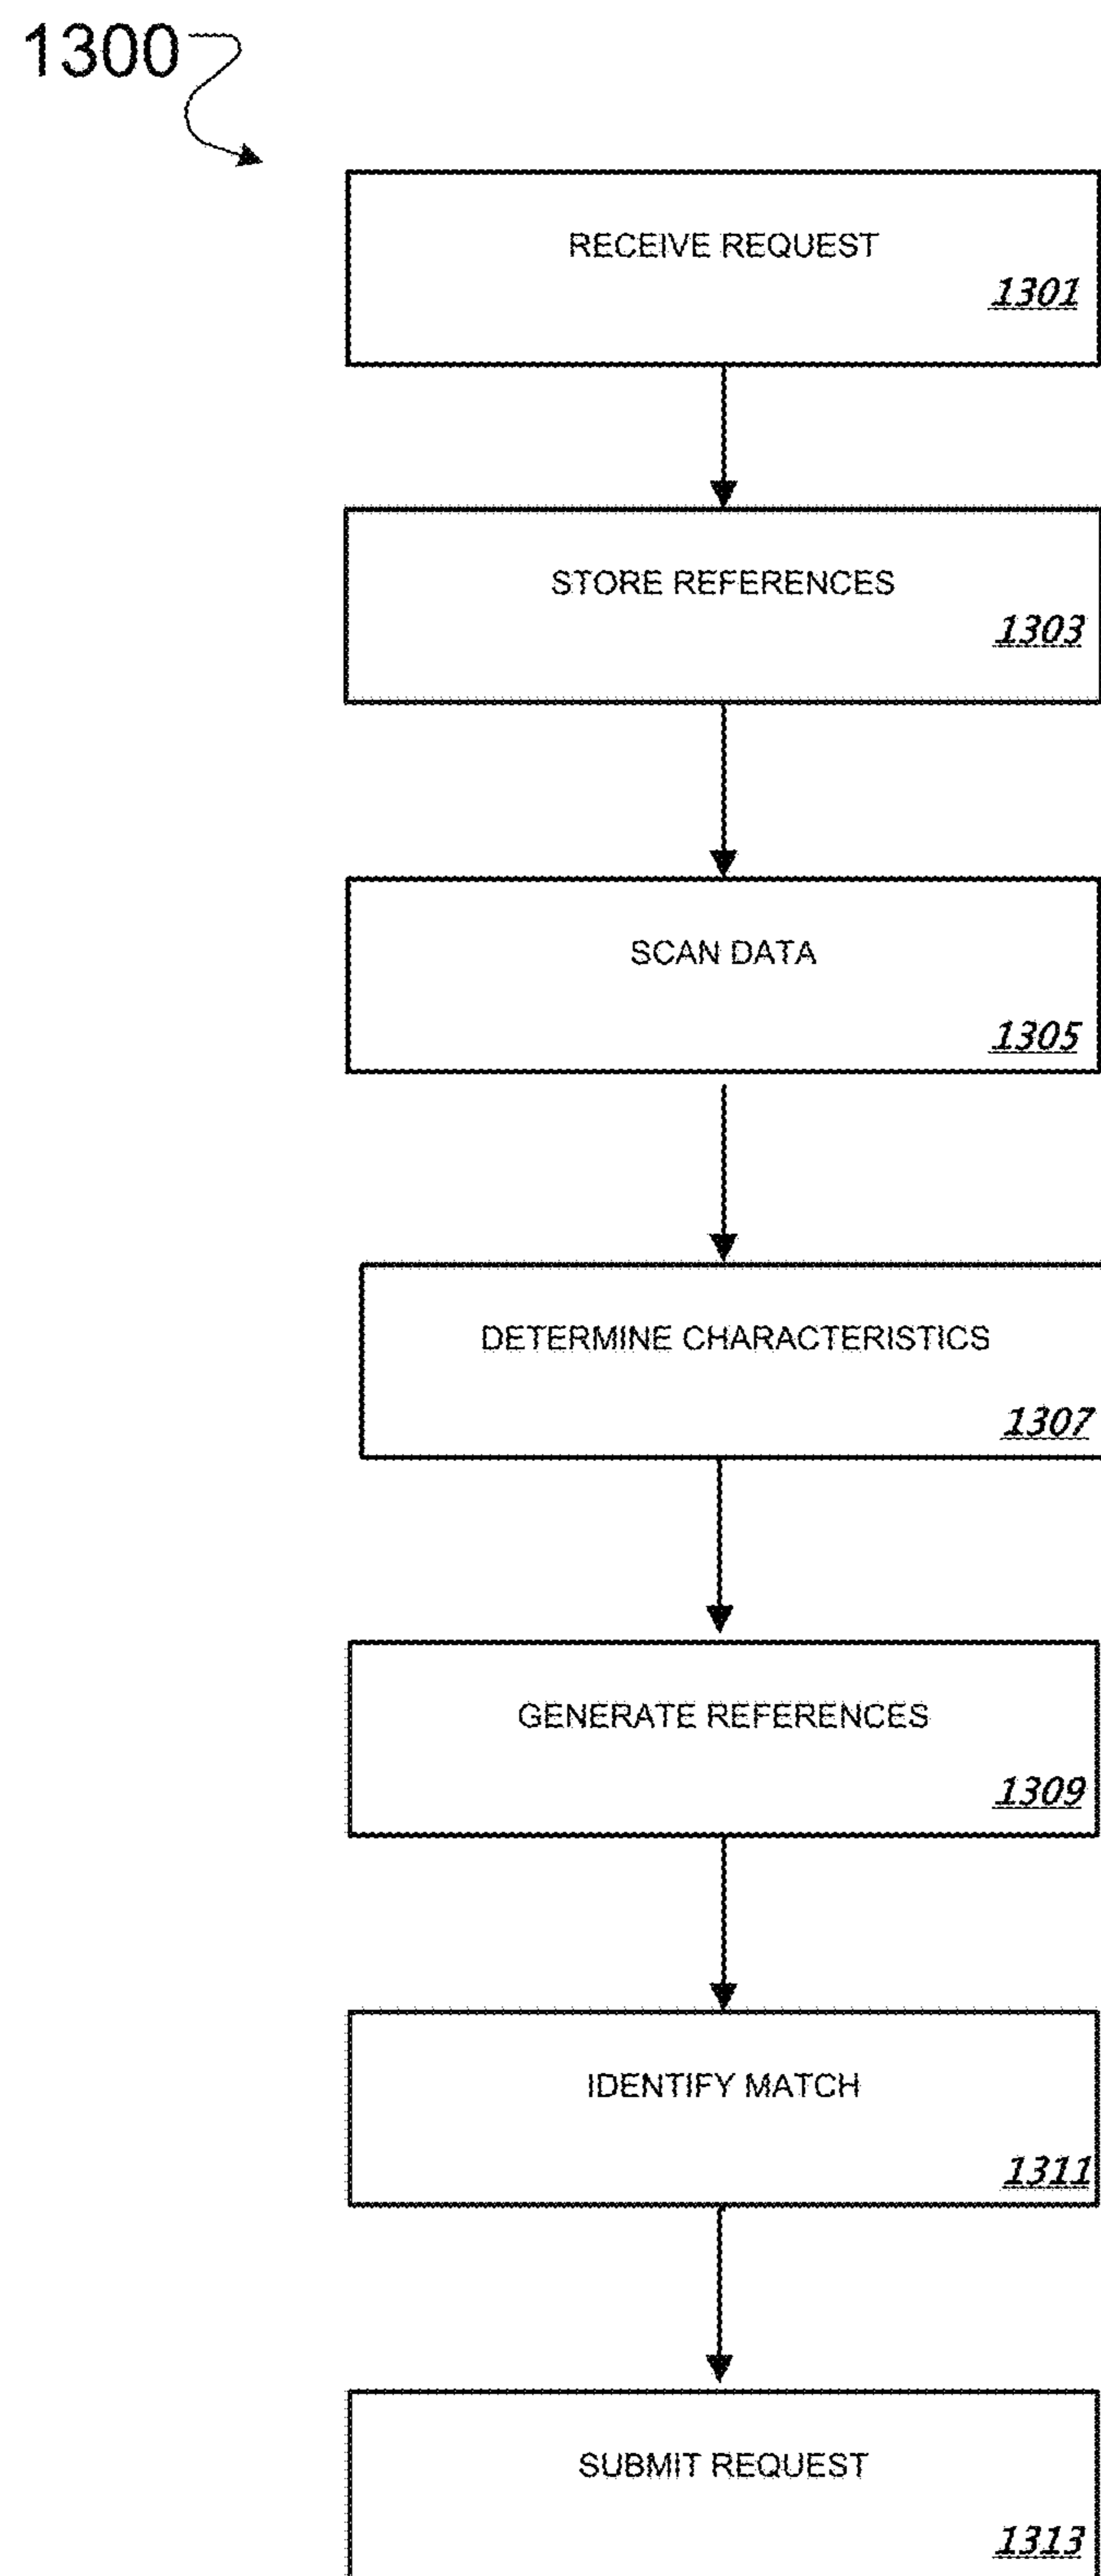 1300
RECEIVE REQUEST
1301
STORE REFERENCES
1303
SCAN DATA
1305
DETERMINE CHARACTERISTICS
1307
GENERATE REFERENCES
1309
IDENTIFY MATCH
1311
SUBMIT REQUEST
1313